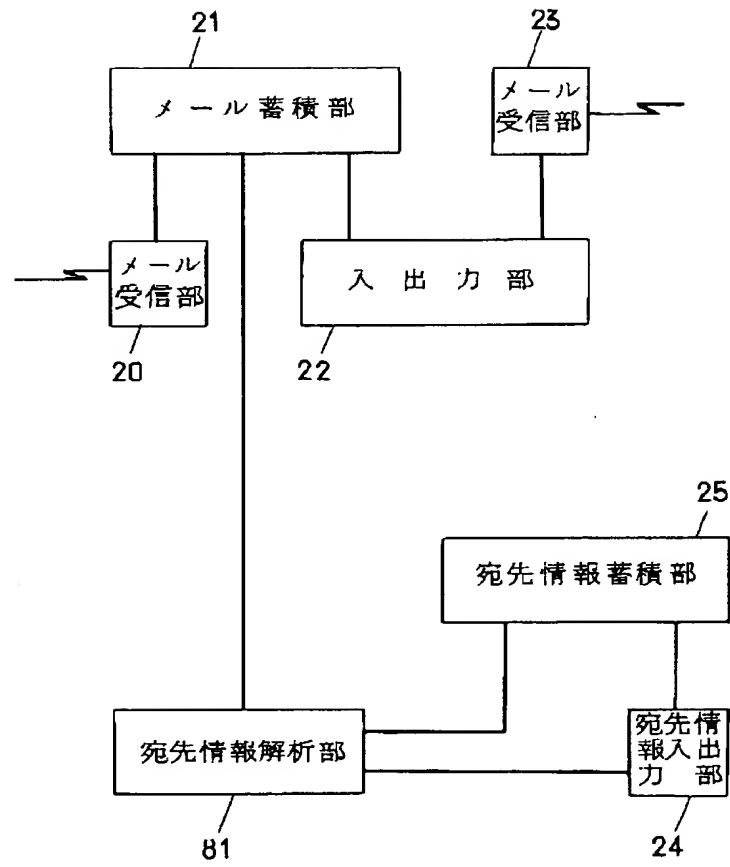 21
メール蓄積部
23
メール
受信部
メール
受信部
20
入出力部
22
25
宛先情報蓄積部
宛先情報解析部
81
宛先情
報入出
力部
24